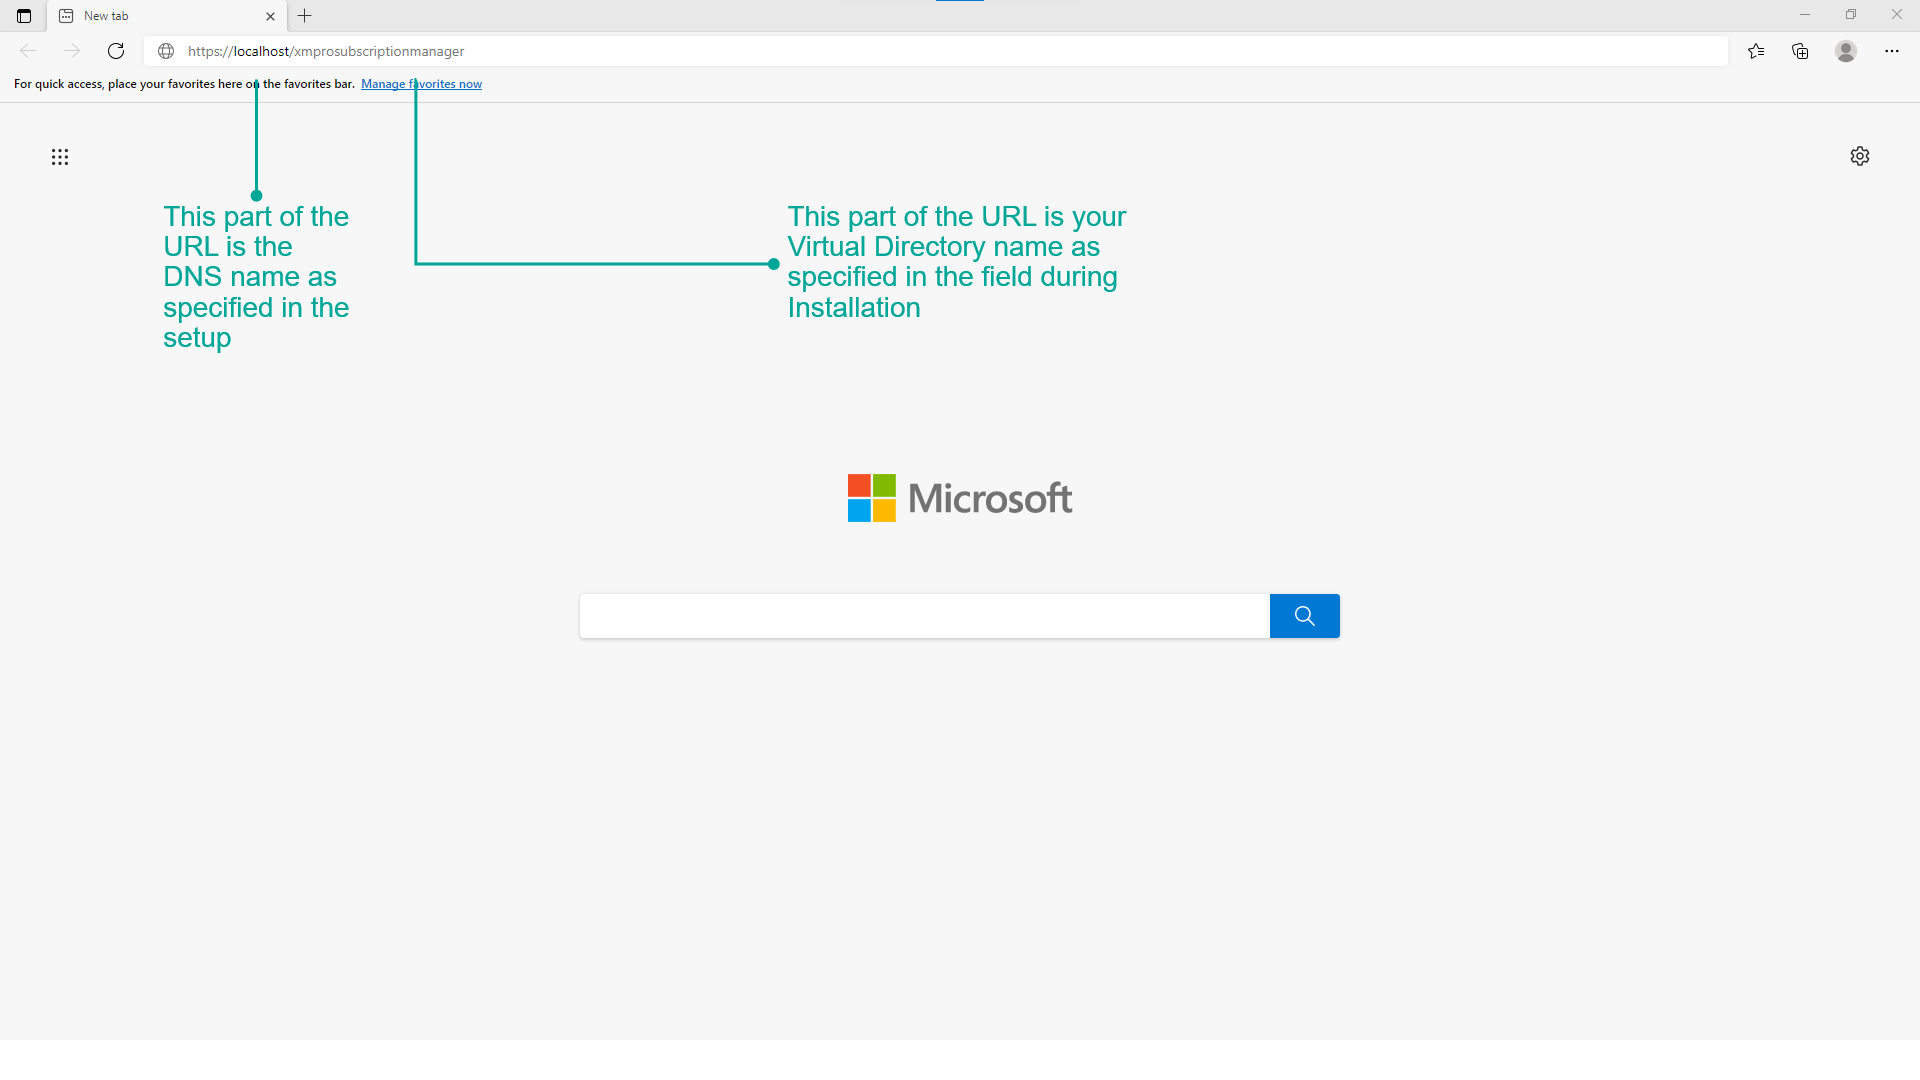 New tab
https://localhost/xmprosubscriptionmanager
For quick access, place your favorites here on the favorites bar. Manage favorites now
This part of the
URL is the
DNS name as
specified in the
setup
This part of the URL is your
Virtual Directory name as
specified in the field during
Installation
Microsoft